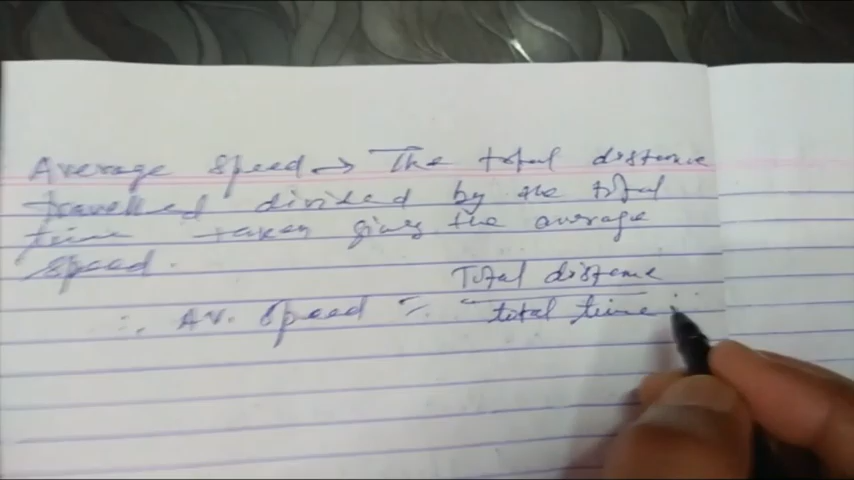 Average speed → The total distance
travelled divided by the total
time taken gives the average
speed.
Total distance
∴ Av. speed = total time